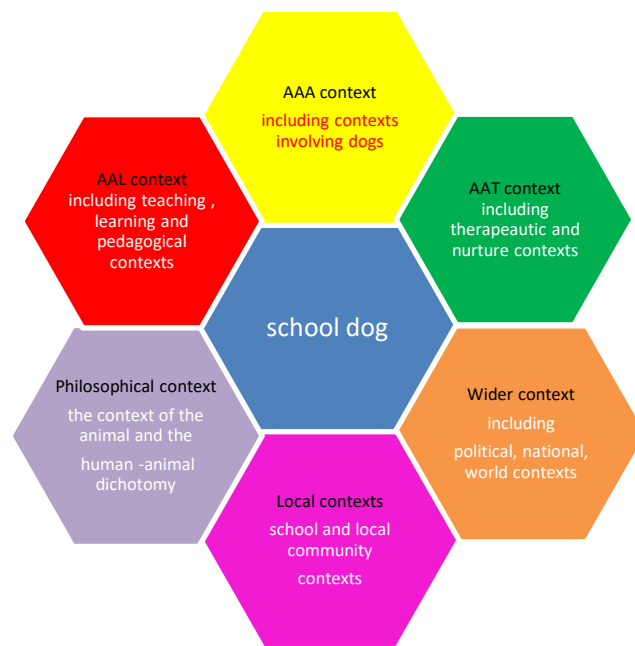 AAA context
including contexts
involving dogs
AAL context
including teaching ,
learning and
pedagogical
contexts
AAT context
including
therapeautic and
nurture contexts
school dog
Philosophical context
the context of the
animal and the
human -animal
dichotomy
Wider context
including
political, national,
world contexts
Local contexts
school and local
community
contexts